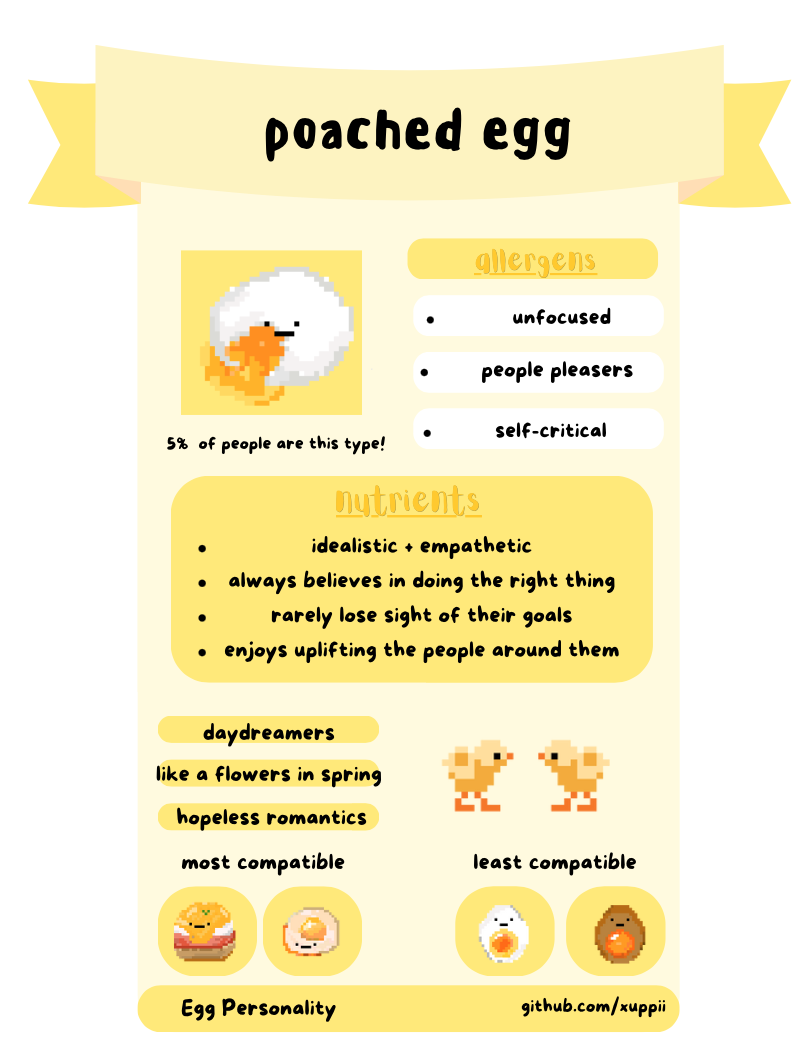 poached egg
allergens
• unfocused
• people pleasers
• self-critical
5% of people are this type!
nutrients
• idealistic + empathetic
• always believes in doing the right thing
• rarely lose sight of their goals
• enjoys uplifting the people around them
daydreamers
like a flowers in spring
hopeless romantics
most compatible
least compatible
Egg Personality
github.com/xuppii